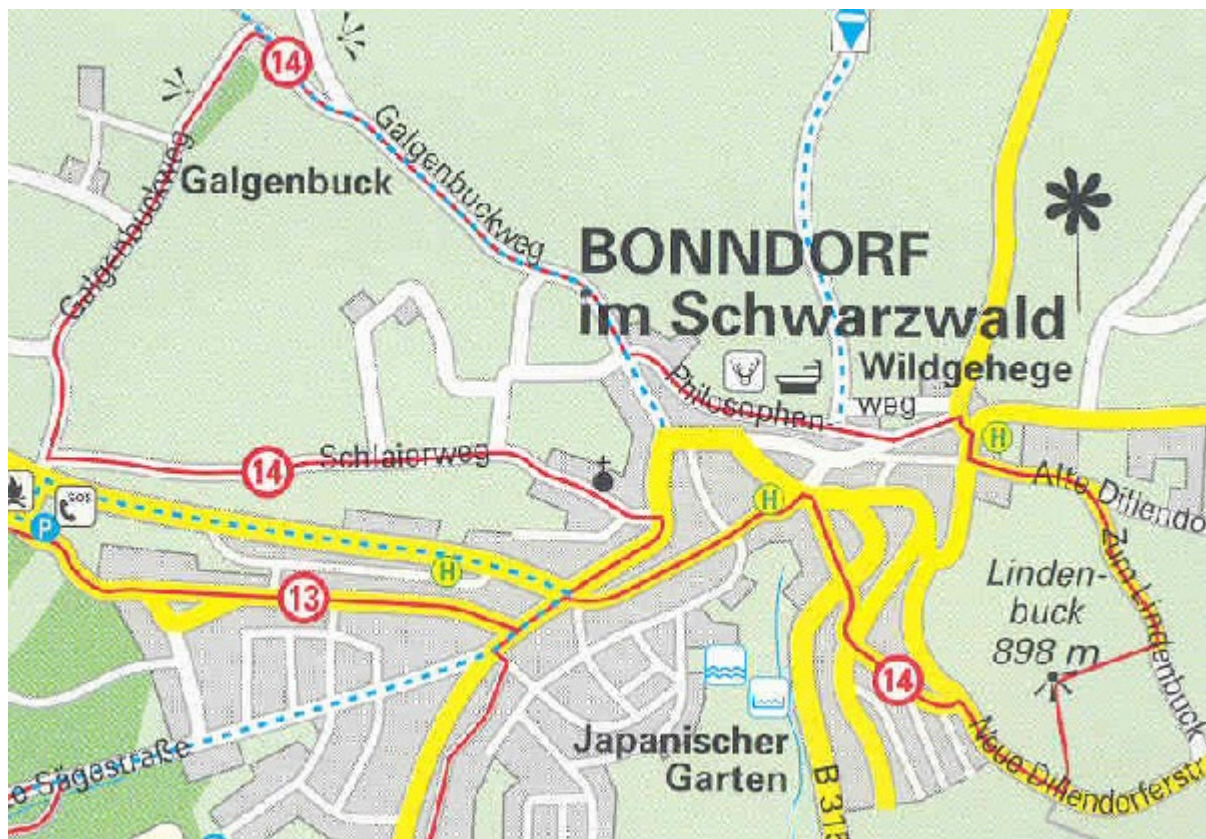 14
Galgenbuckweg
Galgenbuck
Galgenbuckweg
BONNDORF
im Schwarzwald
Wildgehege
Philosophen-
weg
H
14
Schlaierweg
H
Alte Dillendo
SOS
P
H
Zum Lindenbuck
Linden-
buck
898 m
13
14
Japanischer
Garten
Neue Dillendorferstr
B 315
e Sägestraße